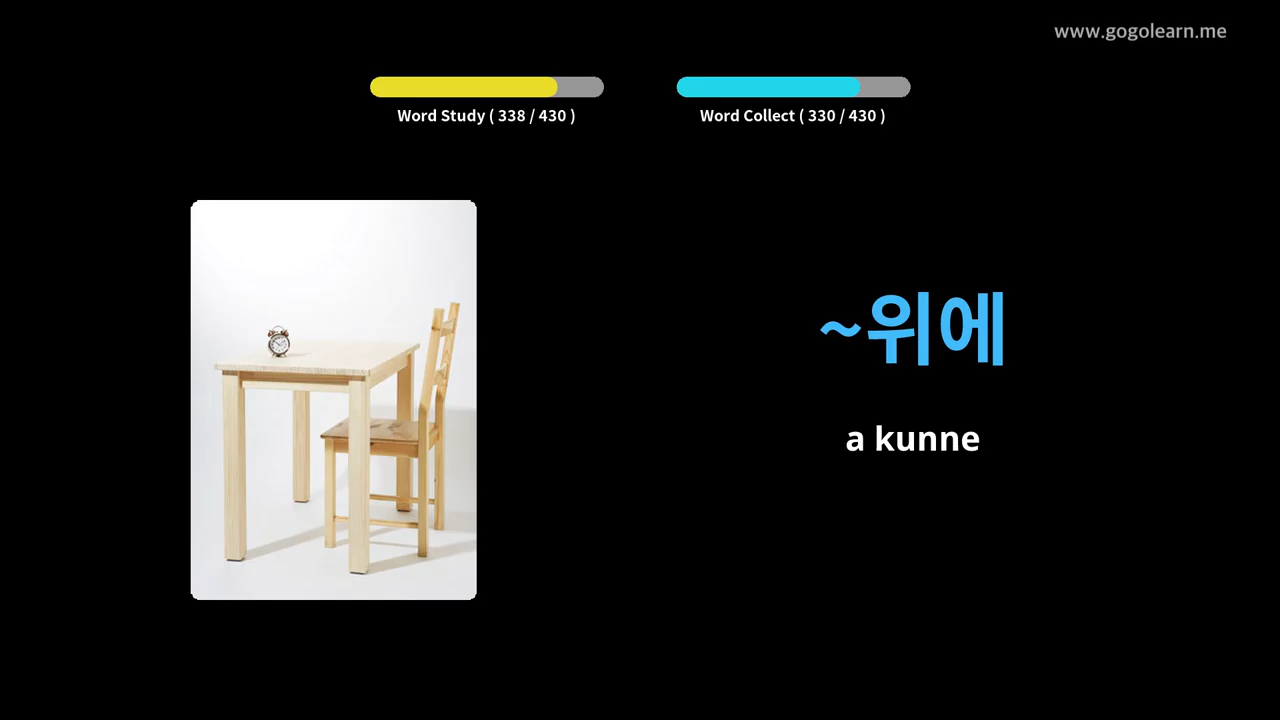 www.gogolearn.me
Word Study ( 338 / 430 )
Word Collect ( 330 / 430 )
~위에
a kunne